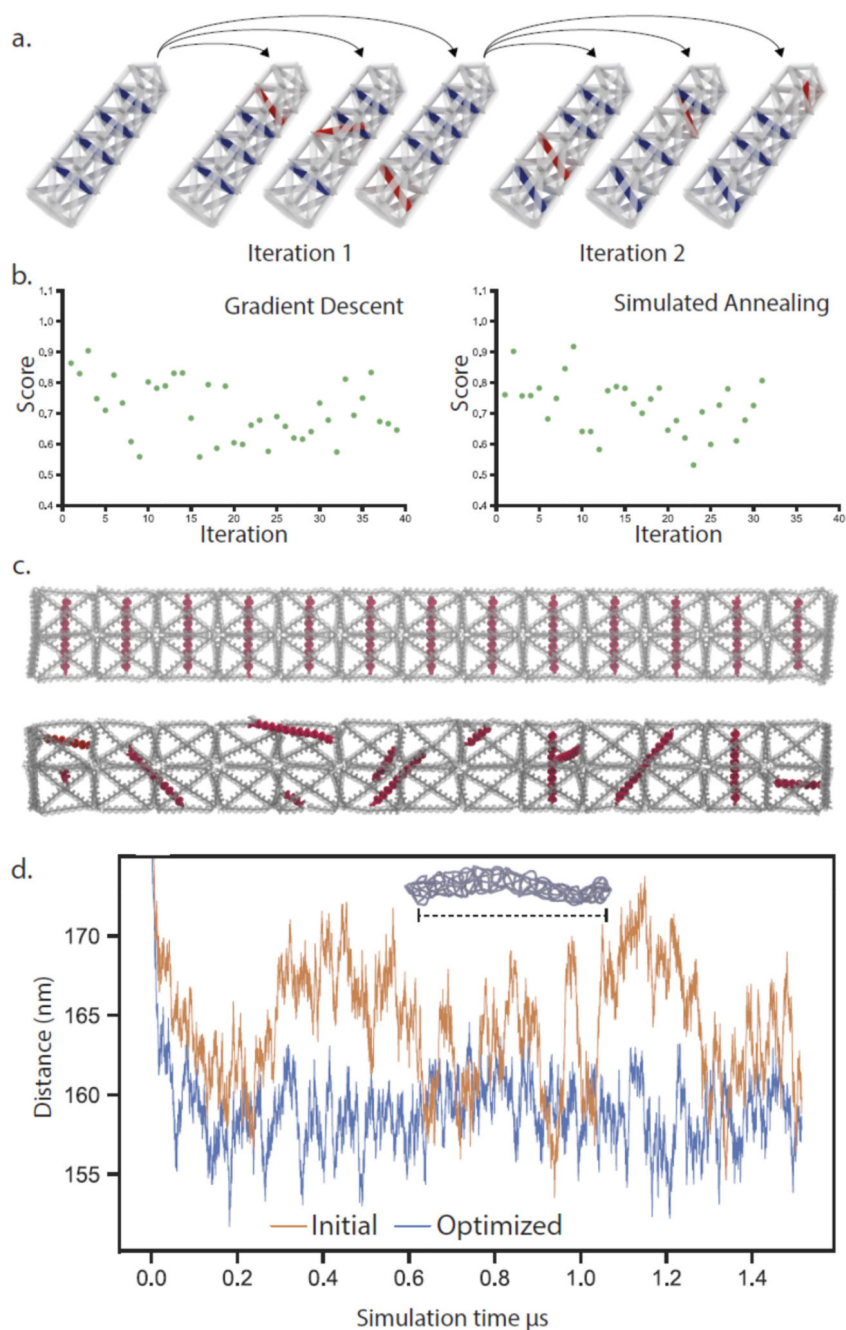 a.
Iteration 1
Iteration 2
b.
Gradient Descent
1.1
1.0
0.9
0.8
0.7
0.6
0.5
0.4
Score
0 5 10 15 20 25 30 35 40
Iteration
Simulated Annealing
1.1
1.0
0.9
0.8
0.7
0.6
0.5
0.4
Score
0 5 10 15 20 25 30 35 40
Iteration
c.
d.
170
165
160
155
Distance (nm)
Initial
Optimized
0.0 0.2 0.4 0.6 0.8 1.0 1.2 1.4
Simulation time μs